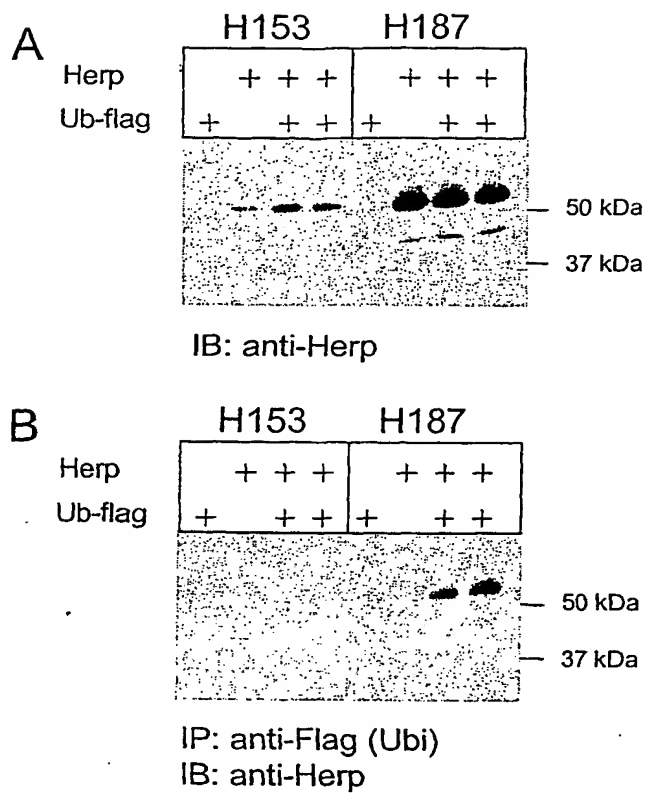 A
H153 H187
Herp + + + + + +
Ub-flag + + + + + +
50 kDa
37 kDa
IB: anti-Herp
B
H153 H187
Herp + + + + + +
Ub-flag + + + + + +
50 kDa
37 kDa
IP: anti-Flag (Ubi)
IB: anti-Herp